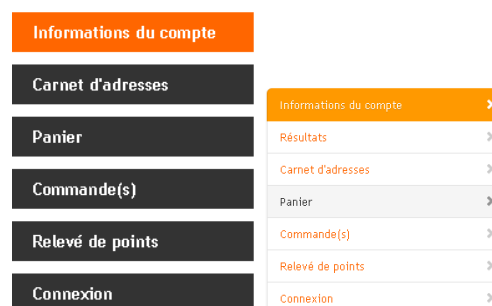 Informations du compte
Carnet d'adresses
Panier
Commande(s)
Relevé de points
Connexion
Informations du compte
Résultats
Carnet d'adresses
Panier
Commande(s)
Relevé de points
Connexion